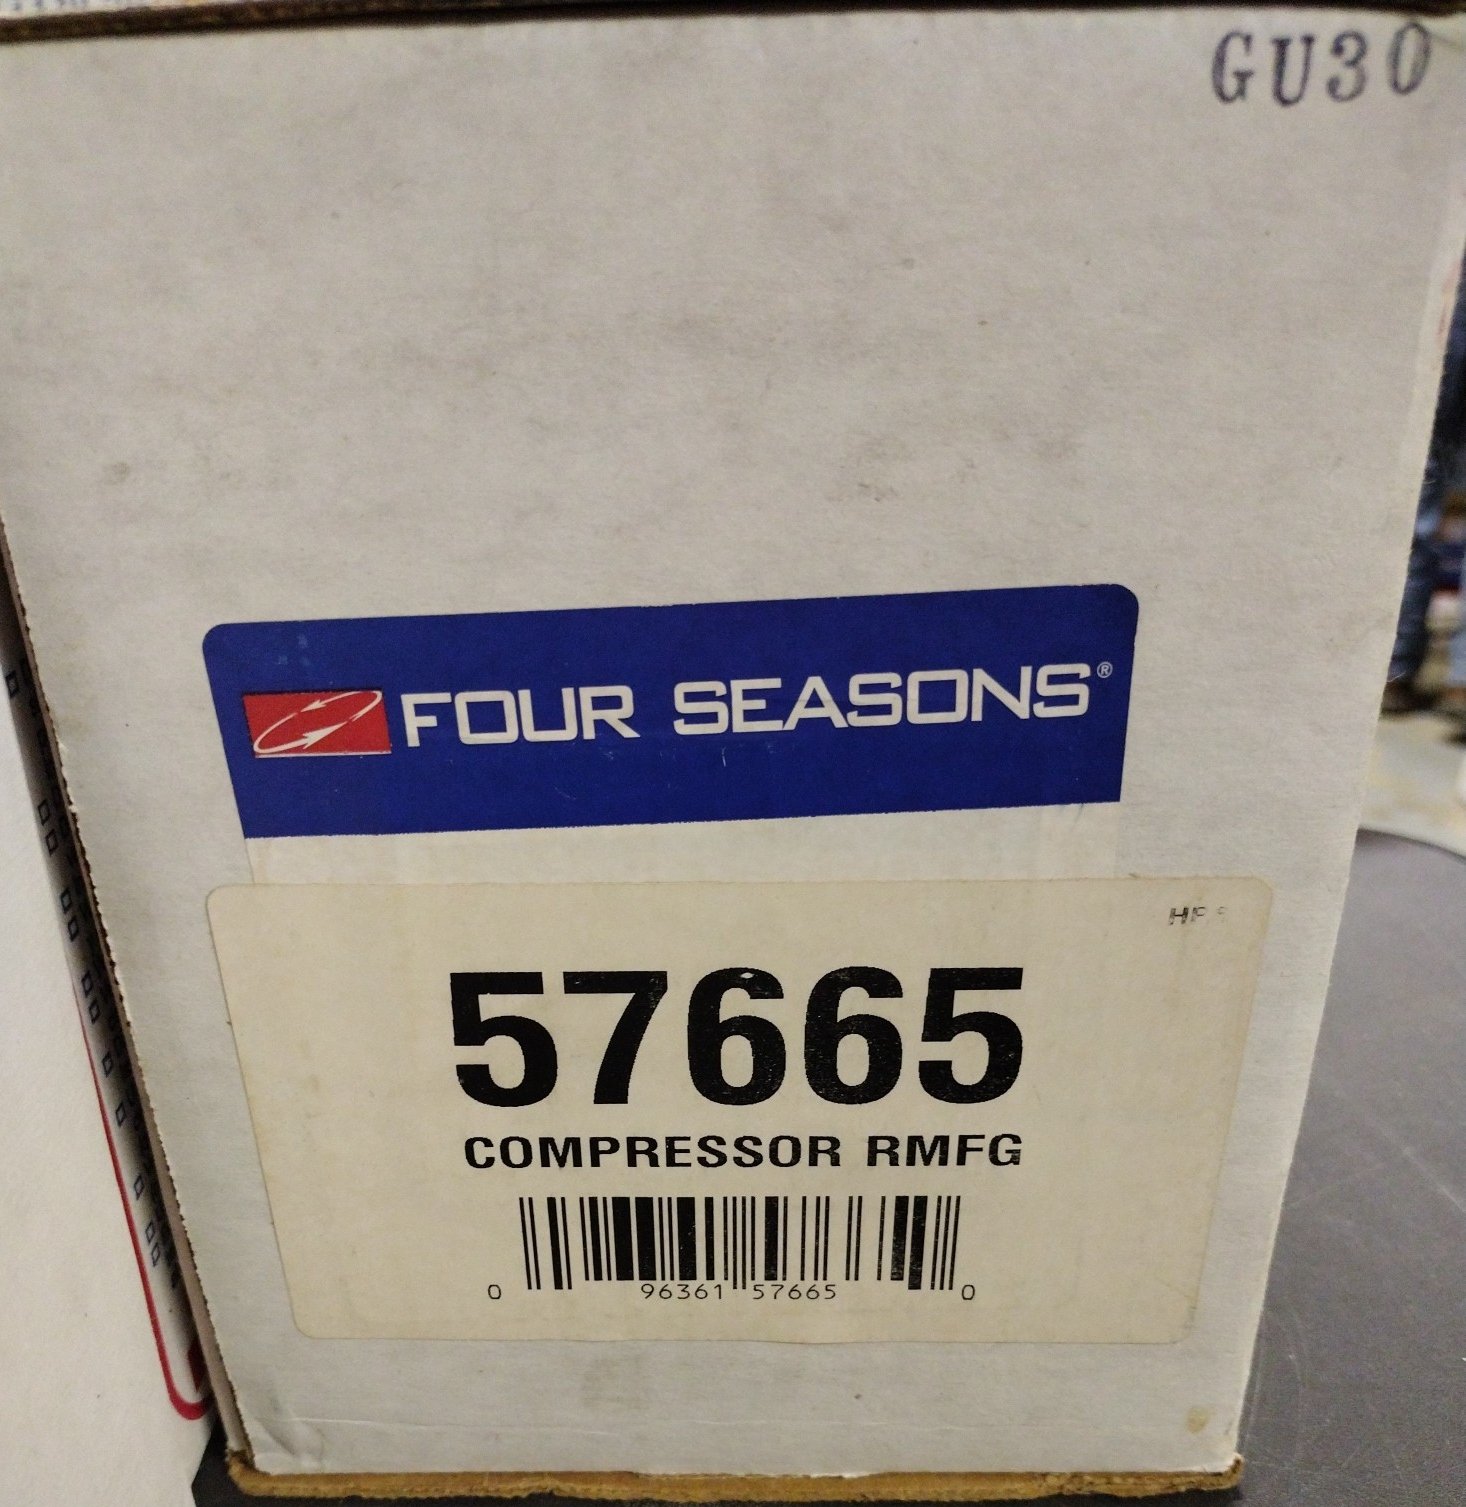 GU30
FOUR SEASONS®
57665
COMPRESSOR RMFG
0 96361 57665 0